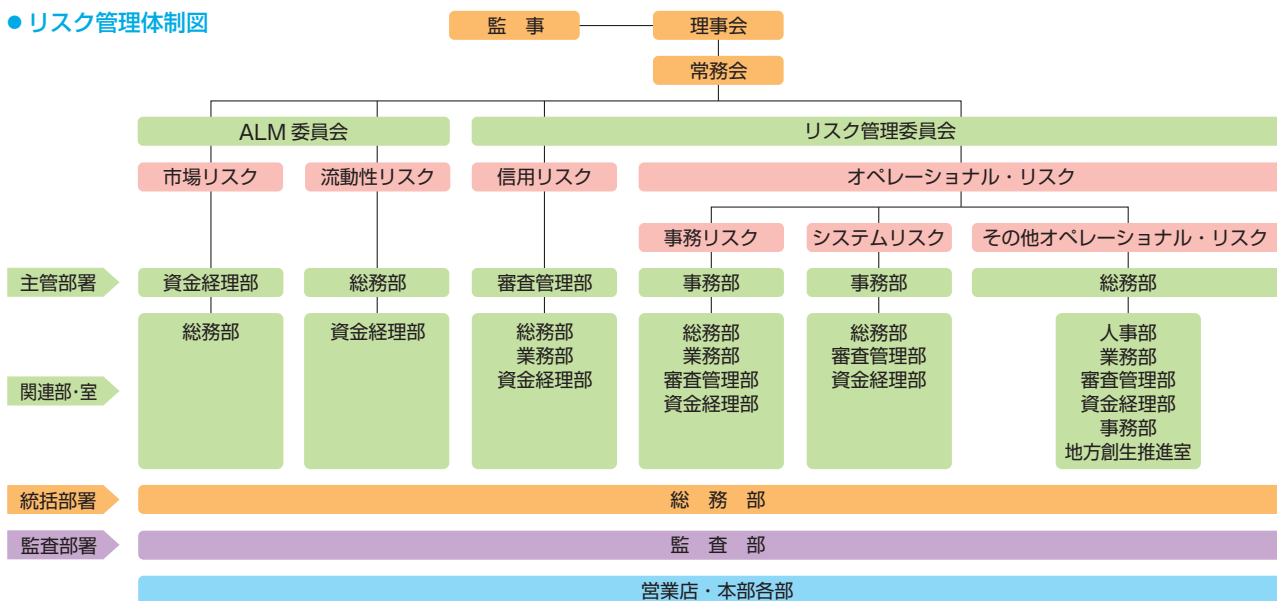 ● リスク管理体制図
監　事
理事会
常務会
ALM 委員会
リスク管理委員会
市場リスク
流動性リスク
信用リスク
オペレーショナル・リスク
事務リスク
システムリスク
その他オペレーショナル・リスク
主管部署
資金経理部
総務部
審査管理部
事務部
事務部
総務部
関連部・室
総務部
資金経理部
総務部
業務部
資金経理部
総務部
業務部
審査管理部
資金経理部
総務部
審査管理部
資金経理部
人事部
業務部
審査管理部
資金経理部
事務部
地方創生推進室
統括部署
総　務　部
監査部署
監　査　部
営業店・本部各部